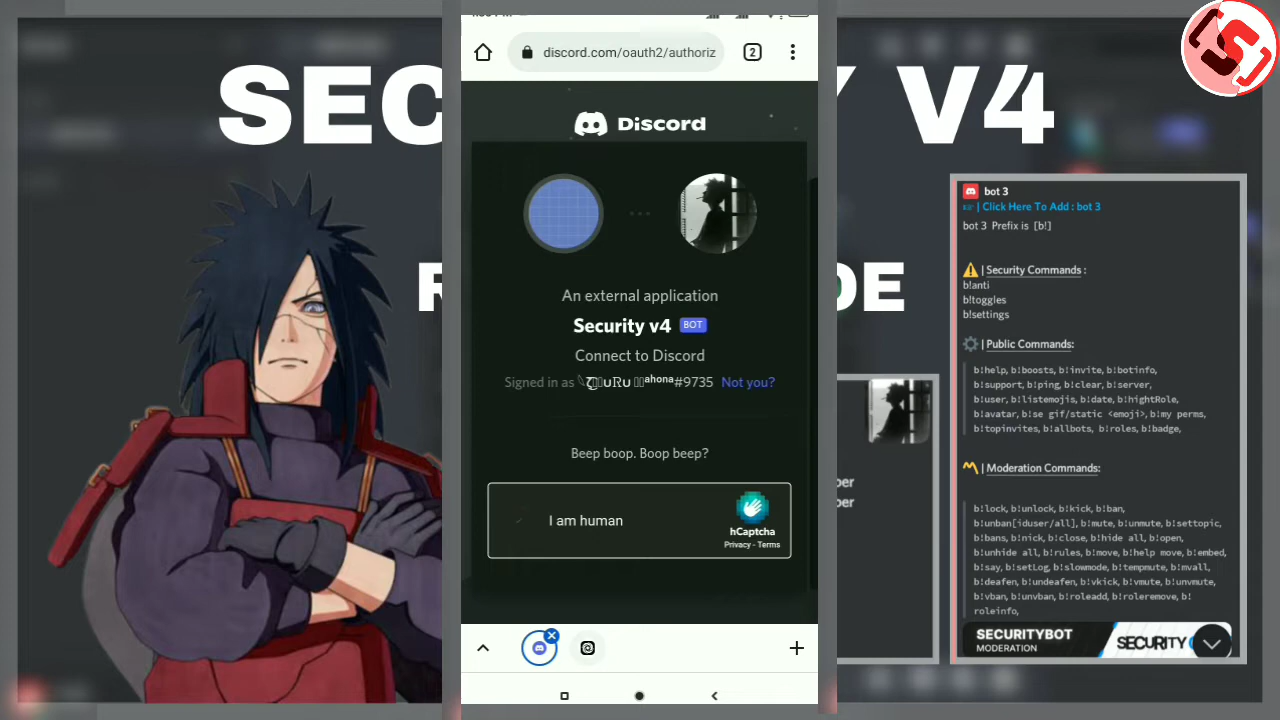 SEC
Y V4
R
DE
discord.com/oauth2/authoriz
2
Discord
An external application
Security v4 BOT
Connect to Discord
Signed in as
ahona#9735 Not you?
Beep boop. Boop beep?
I am human
hCaptcha
Privacy - Terms
ber
ber
bot 3
| Click Here To Add : bot 3
bot 3 Prefix is [b!]
| Security Commands :
b!anti
b!toggles
b!settings
| Public Commands:
b!help, b!boosts, b!invite, b!botinfo,
b!support, b!ping, b!clear, b!server,
b!user, b!listemojis, b!date, b!hightRole,
b!avatar, b!se gif/static <emoji>, b!my perms,
b!topinvites, b!allbots, b!roles, b!badge,
| Moderation Commands:
b!lock, b!unlock, b!kick, b!ban,
b!unban[iduser/all], b!mute, b!unmute, b!settopic,
b!bans, b!nick, b!close, b!hide all, b!open,
b!unhide all, b!rules, b!move, b!help move, b!embed,
b!say, b!setLog, b!slowmode, b!tempmute, b!mvall,
b!deafen, b!undeafen, b!vkick, b!vmute, b!unvmute,
b!vban, b!unvban, b!roleadd, b!roleremove, b!
roleinfo,
SECURITYBOT
MODERATION
SECURITY